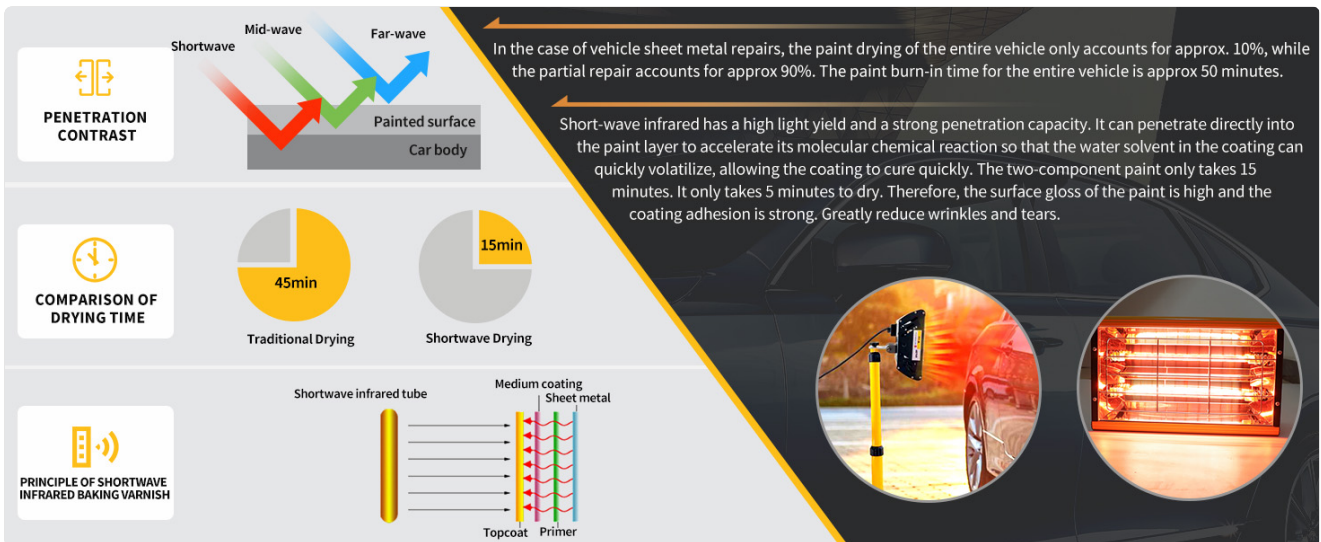 PENETRATION
CONTRAST
Shortwave
Mid-wave
Far-wave
Painted surface
Car body
In the case of vehicle sheet metal repairs, the paint drying of the entire vehicle only accounts for approx. 10%, while
the partial repair accounts for approx 90%. The paint burn-in time for the entire vehicle is approx 50 minutes.
Short-wave infrared has a high light yield and a strong penetration capacity. It can penetrate directly into
the paint layer to accelerate its molecular chemical reaction so that the water solvent in the coating can
quickly volatilize, allowing the coating to cure quickly. The two-component paint only takes 15
minutes. It only takes 5 minutes to dry. Therefore, the surface gloss of the paint is high and the
coating adhesion is strong. Greatly reduce wrinkles and tears.
COMPARISON OF
DRYING TIME
45min
Traditional Drying
15min
Shortwave Drying
PRINCIPLE OF SHORTWAVE
INFRARED BAKING VARNISH
Shortwave infrared tube
Medium coating
Sheet metal
Topcoat
Primer